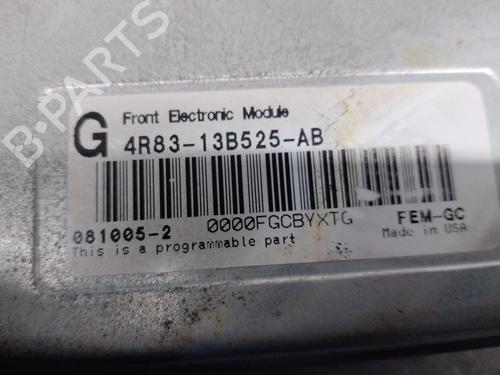 B-PARTS
Front Electronic Module
G 4R83-13B525-AB
081005-2 0000FGCBYXTG FEM-GC
This is a programmable part Made in USA